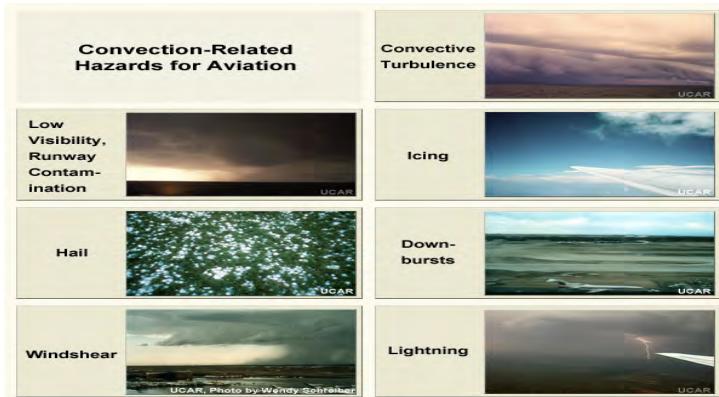 Convection-Related
Hazards for Aviation
Convective
Turbulence
UCAR
Low
Visibility,
Runway
Contam-
ination
UCAR
Icing
UCAR
Hail
UCAR
Down-
bursts
UCAR
Windshear
UCAR, Photo by Wendy Schreiber
Lightning
UCAR